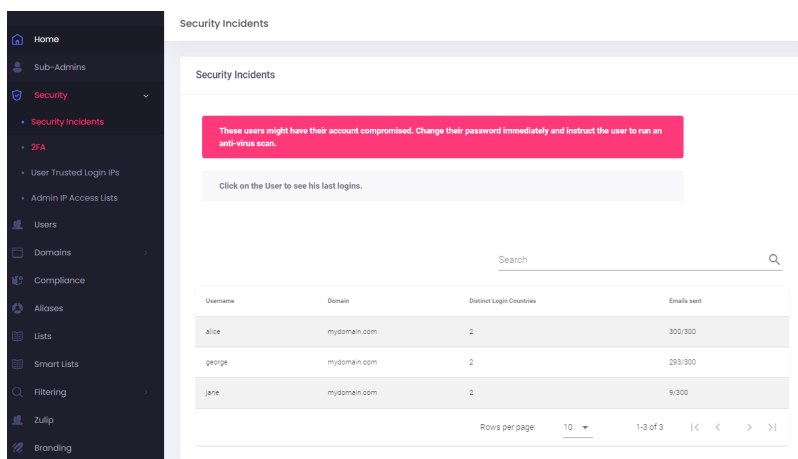 Home
Sub-Admins
Security
Security Incidents
2FA
User Trusted Login IPs
Admin IP Access Lists
Users
Domains
Compliance
Aliases
Lists
Smart Lists
Filtering
Zulip
Branding
Security Incidents
Security Incidents
These users might have their account compromised. Change their password immediately and instruct the user to run an
anti-virus scan.
Click on the User to see his last logins.
Search
Username Domain Distinct Login Countries Emails sent
alice mydomain.com 2 300/300
george mydomain.com 2 293/300
jane mydomain.com 2 9/300
Rows per page: 10 1-3 of 3